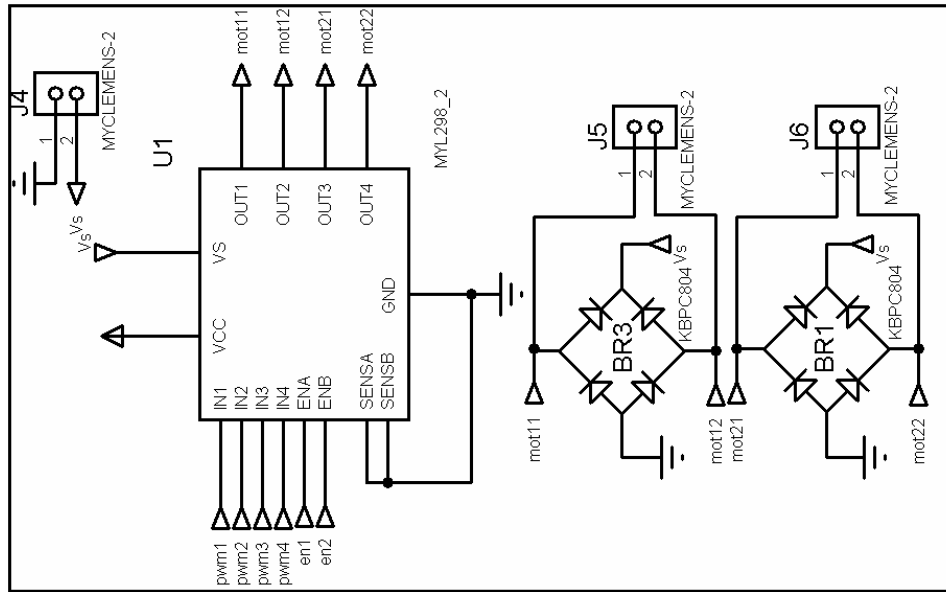 J4
1
2
MYCLEMENS-2
Vs
Vs
mot11
mot12
mot21
mot22
U1
MYL298_2
OUT1
OUT2
OUT3
OUT4
VS
VCC
GND
IN1
IN2
IN3
IN4
ENA
ENB
SENSA
SENSB
pwm1
pwm2
pwm3
pwm4
en1
en2
J5
1
2
MYCLEMENS-2
Vs
KBPC804
BR3
mot11
mot12
J6
1
2
MYCLEMENS-2
Vs
KBPC804
BR1
mot21
mot22